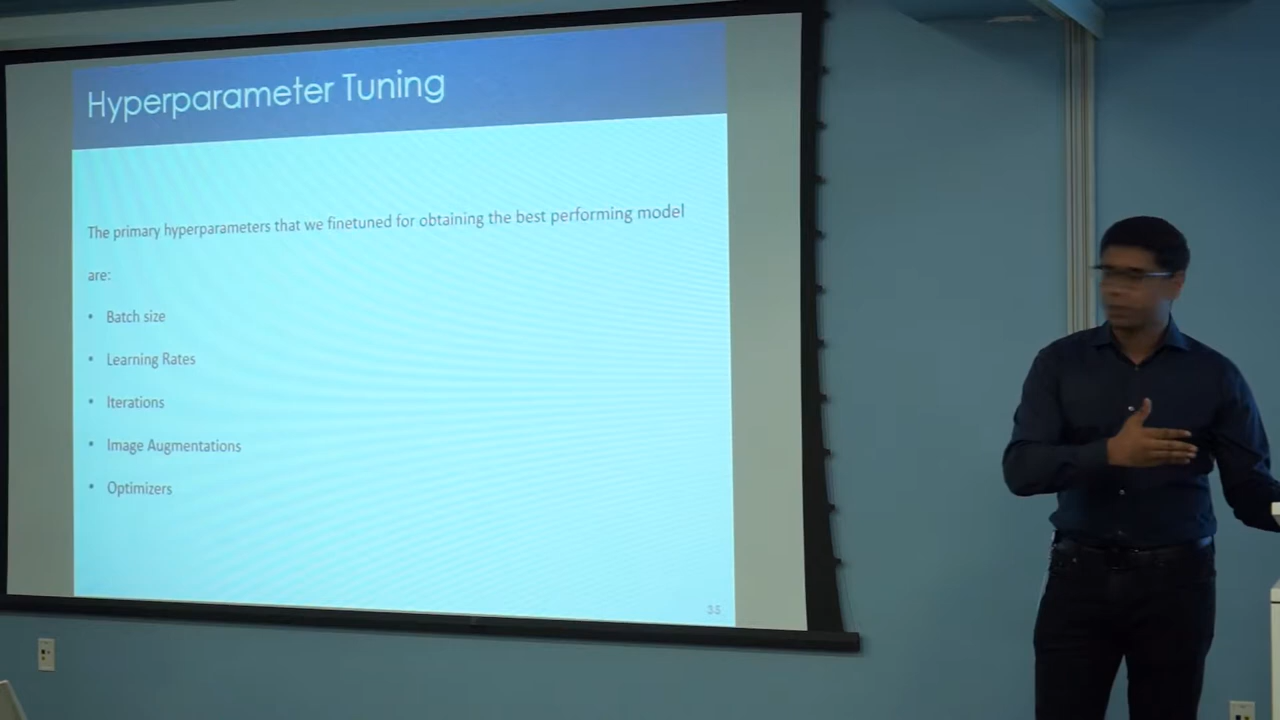 Hyperparameter Tuning
The primary hyperparameters that we finetuned for obtaining the best performing model
are:
• Batch size
• Learning Rates
• Iterations
• Image Augmentations
• Optimizers
35